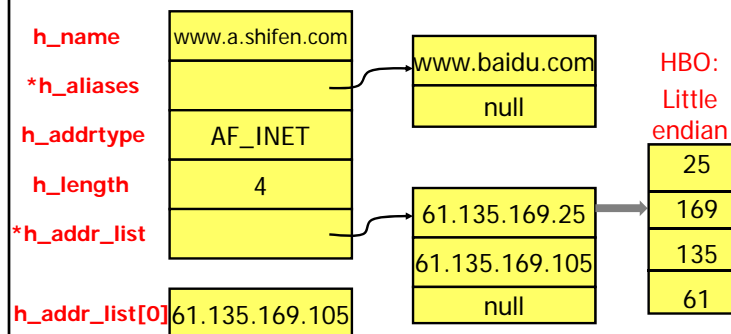 h_name www.a.shifen.com
*h_aliases
www.baidu.com
null
h_addrtype AF_INET
h_length 4
*h_addr_list
61.135.169.25
61.135.169.105
null
h_addr_list[0] 61.135.169.105
HBO:
Little
endian
25
169
135
61